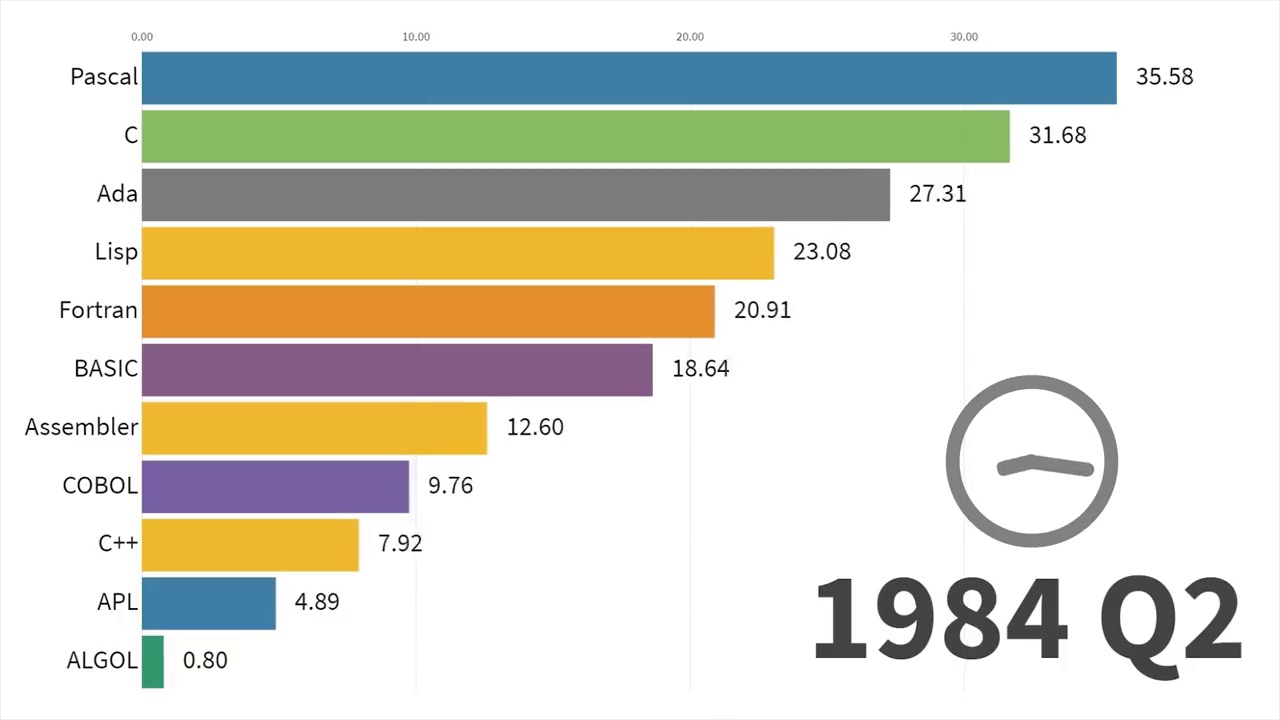 0.00 10.00 20.00 30.00
Pascal 35.58
C 31.68
Ada 27.31
Lisp 23.08
Fortran 20.91
BASIC 18.64
Assembler 12.60
COBOL 9.76
C++ 7.92
APL 4.89
ALGOL 0.80
1984 Q2